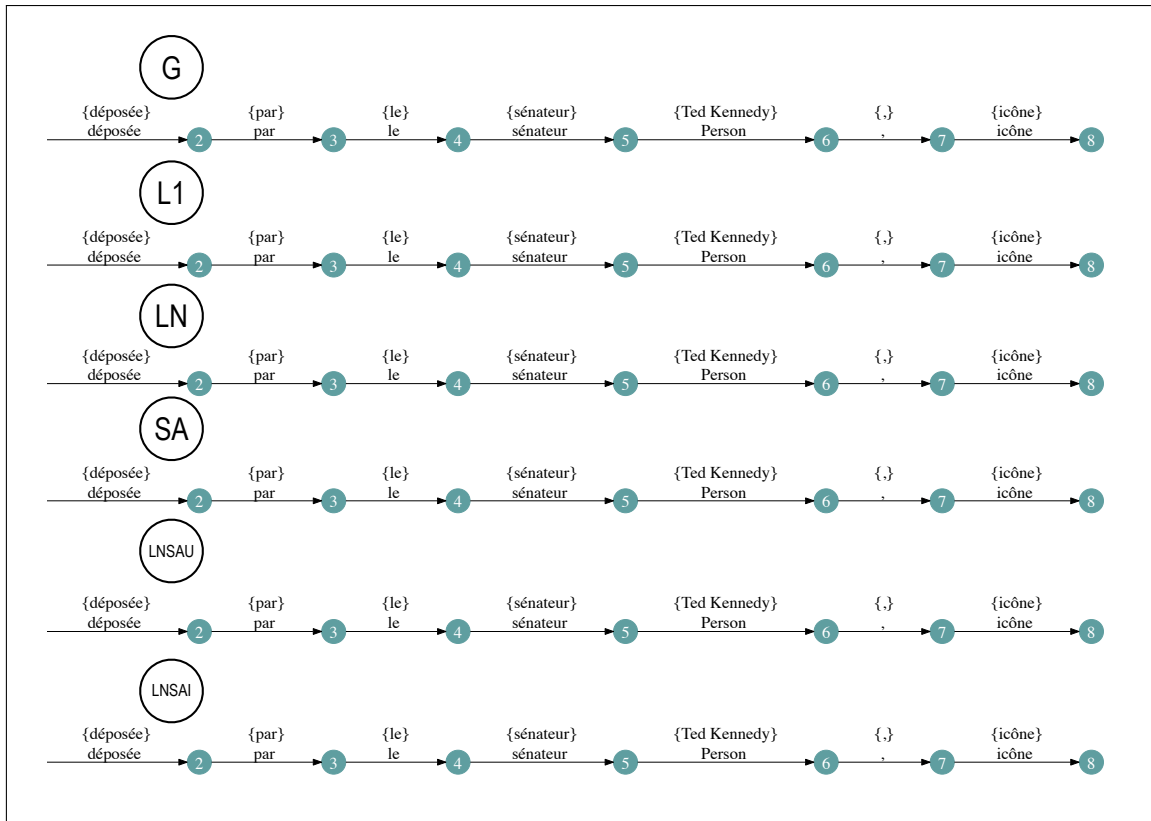 G
{déposée} {par} {le} {sénateur} {Ted Kennedy} {,} {icône}
déposée par le sénateur Person , icône
2 3 4 5 6 7 8
L1
{déposée} {par} {le} {sénateur} {Ted Kennedy} {,} {icône}
déposée par le sénateur Person , icône
2 3 4 5 6 7 8
LN
{déposée} {par} {le} {sénateur} {Ted Kennedy} {,} {icône}
déposée par le sénateur Person , icône
2 3 4 5 6 7 8
SA
{déposée} {par} {le} {sénateur} {Ted Kennedy} {,} {icône}
déposée par le sénateur Person , icône
2 3 4 5 6 7 8
LNSAU
{déposée} {par} {le} {sénateur} {Ted Kennedy} {,} {icône}
déposée par le sénateur Person , icône
2 3 4 5 6 7 8
LNSAI
{déposée} {par} {le} {sénateur} {Ted Kennedy} {,} {icône}
déposée par le sénateur Person , icône
2 3 4 5 6 7 8